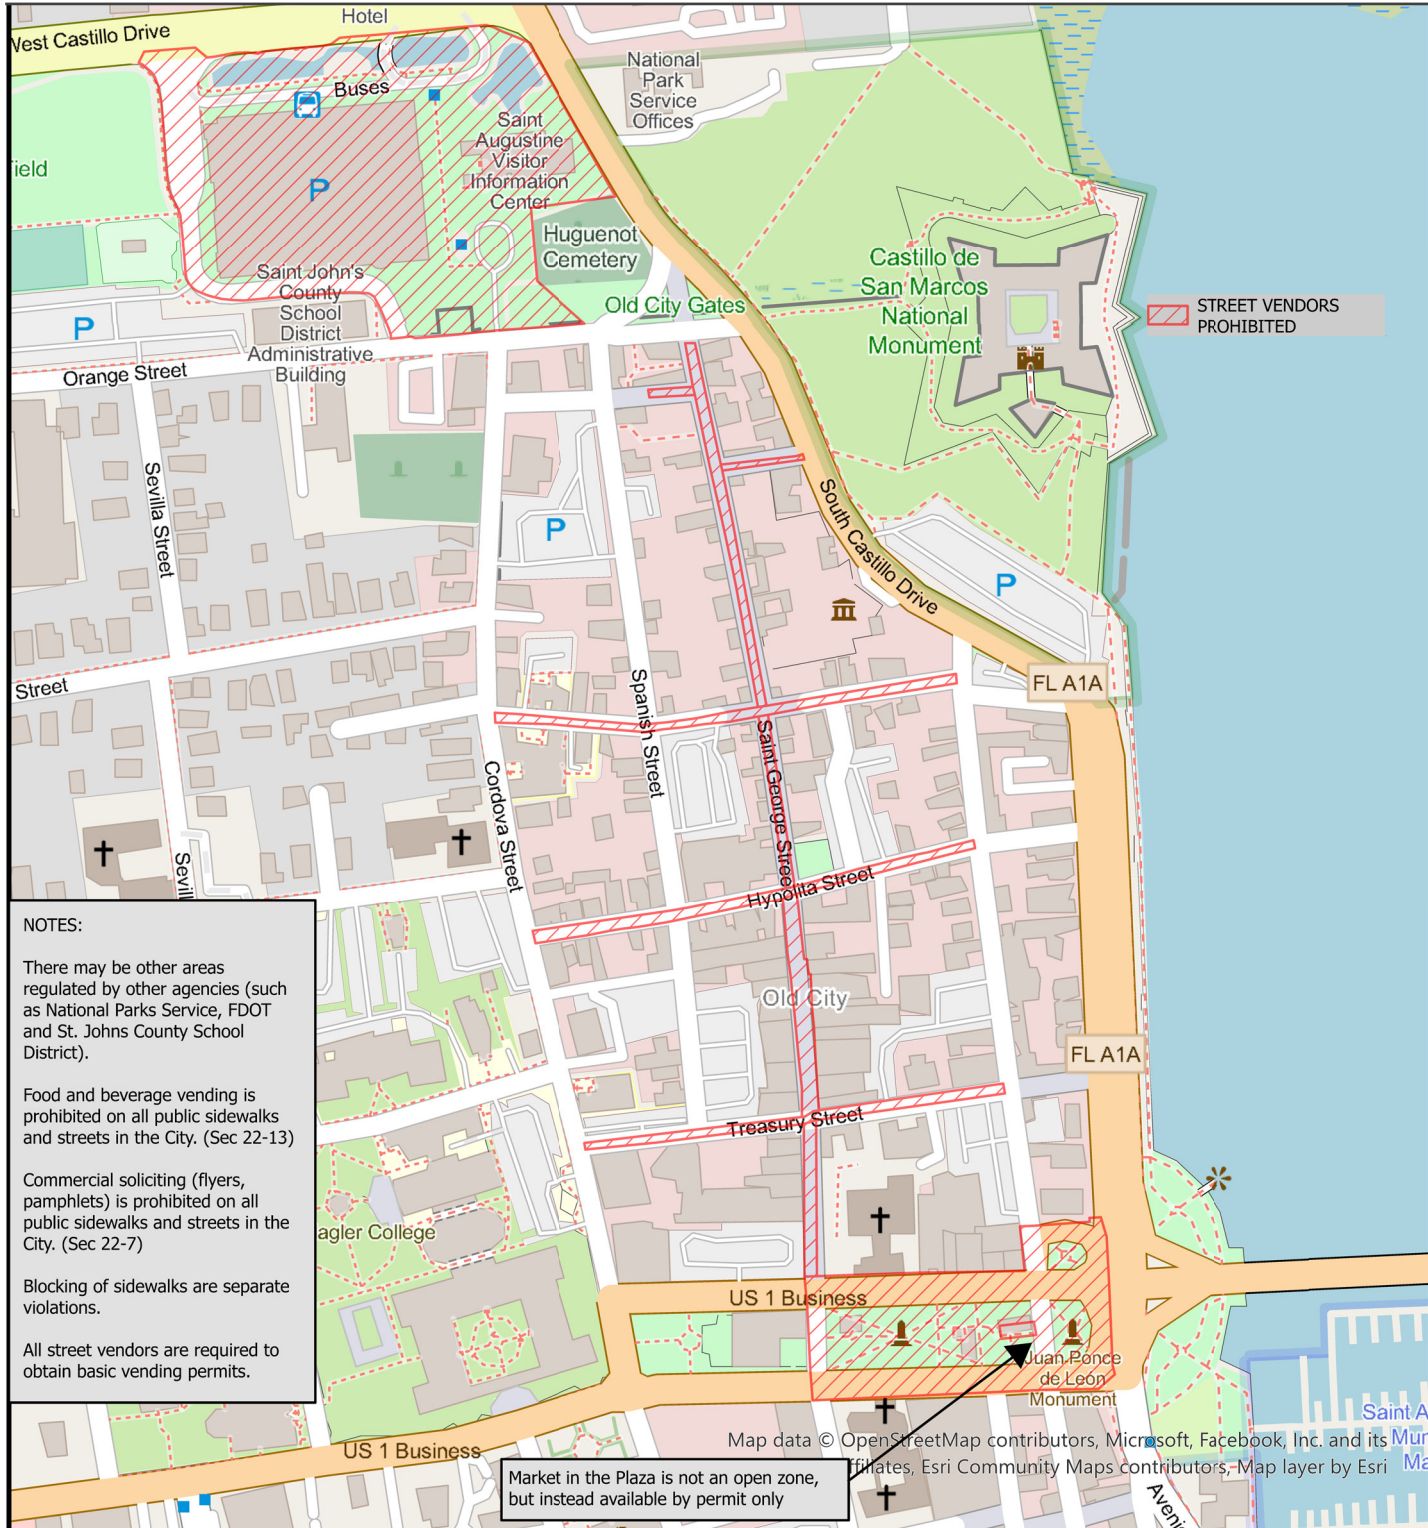 Hotel
West Castillo Drive
National
Park
Service
Offices
Buses
Saint
Augustine
Visitor
Information
Center
ield
P
Huguenot
Cemetery
Castillo de
San Marcos
National
Monument
Saint John's
County
School
District
Administrative
Building
Old City Gates
STREET VENDORS
PROHIBITED
P
Orange Street
Sevilla Street
South Castillo Drive
P
P
Street
Spanish Street
FL A1A
Saint George Street
Cordova Street
Sevill
Hypolita Street
NOTES:
There may be other areas
regulated by other agencies (such
as National Parks Service, FDOT
and St. Johns County School
District).
Food and beverage vending is
prohibited on all public sidewalks
and streets in the City. (Sec 22-13)
Commercial soliciting (flyers,
pamphlets) is prohibited on all
public sidewalks and streets in the
City. (Sec 22-7)
Blocking of sidewalks are separate
violations.
All street vendors are required to
obtain basic vending permits.
Old City
FL A1A
Treasury Street
agler College
US 1 Business
Juan Ponce
de León
Monument
US 1 Business
Saint A
Mun
Ma
Map data © OpenStreetMap contributors, Microsoft, Facebook, Inc. and its
ffiliates, Esri Community Maps contributors, Map layer by Esri
Market in the Plaza is not an open zone,
but instead available by permit only
Aveni